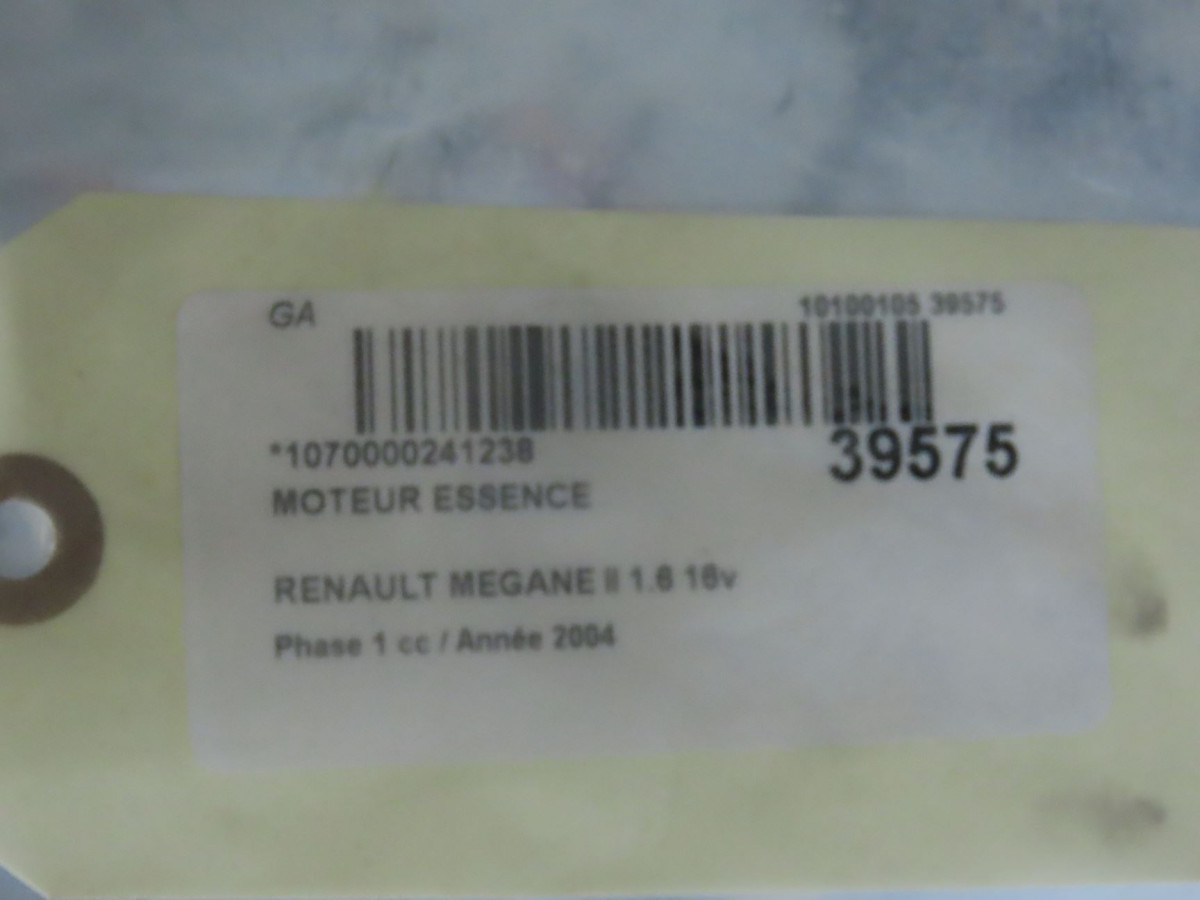 GA 10100105 39575
*1070000241238 39575
MOTEUR ESSENCE
RENAULT MEGANE II 1.6 16v
Phase 1 cc / Année 2004